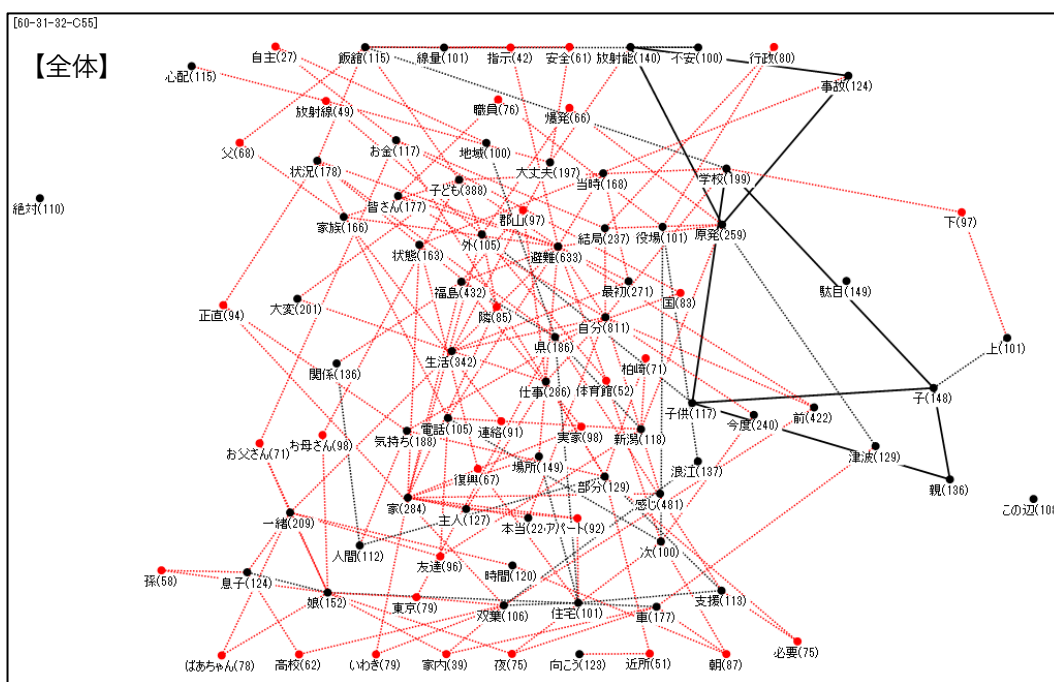 [60-31-32-C55]
【全体】
自主(27)
飯舘(115)
線量(101)
指示(42)
安全(61)
放射能(140)
不安(100)
行政(80)
心配(115)
事故(124)
放射線(49)
職員(76)
爆発(66)
父(68)
お金(117)
地域(100)
状況(178)
大丈夫(197)
当時(168)
学校(199)
子ども(388)
絶対(110)
皆さん(177)
郡山(97)
下(97)
家族(166)
外(105)
結局(237)
役場(101)
原発(259)
状態(163)
避難(633)
福島(432)
最初(271)
駄目(149)
大変(201)
国(83)
正直(94)
隣(85)
自分(811)
県(186)
上(101)
生活(342)
関係(136)
柏崎(71)
仕事(286)
体育館(52)
子(148)
子供(117)
今度(240)
前(422)
電話(105)
連絡(91)
お父さん(71)
お母さん(98)
気持ち(188)
実家(98)
新潟(118)
津波(129)
場所(149)
浪江(137)
復興(67)
部分(129)
親(136)
家(284)
感じ(481)
この辺(108)
一緒(209)
主人(127)
本当(22·アパート(92)
人間(112)
次(100)
友達(96)
時間(120)
孫(58)
息子(124)
娘(152)
東京(79)
双葉(106)
住宅(101)
車(177)
支援(113)
ばあちゃん(78)
高校(62)
いわき(79)
家内(39)
夜(75)
向こう(123)
近所(51)
朝(87)
必要(75)